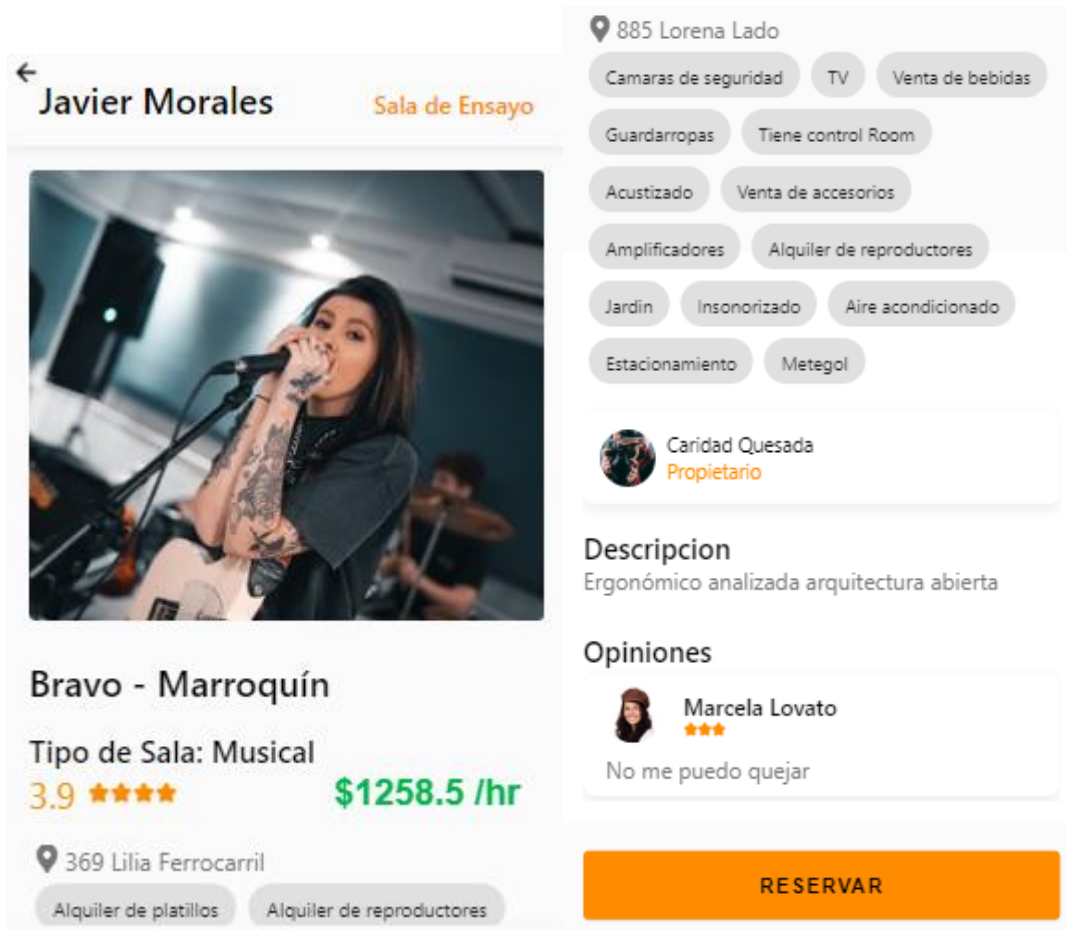 Javier Morales
Sala de Ensayo
Bravo - Marroquín
Tipo de Sala: Musical
3.9
$1258.5 /hr
369 Lilia Ferrocarril
Alquiler de platillos Alquiler de reproductores
885 Lorena Lado
Camaras de seguridad TV Venta de bebidas
Guardarropas Tiene control Room
Acustizado Venta de accesorios
Amplificadores Alquiler de reproductores
Jardin Insonorizado Aire acondicionado
Estacionamiento Metegol
Caridad Quesada
Propietario
Descripcion
Ergonómico analizada arquitectura abierta
Opiniones
Marcela Lovato
No me puedo quejar
RESERVAR